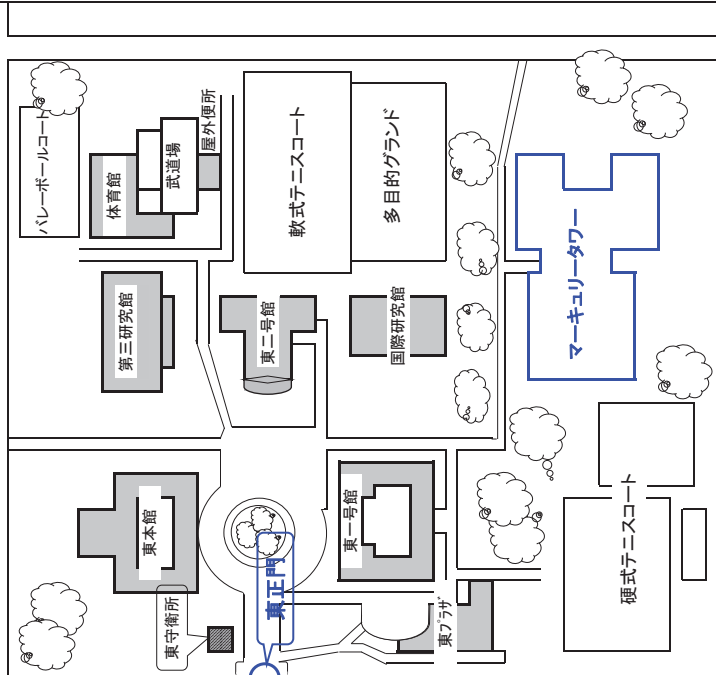 バレーボールコート
体育館
武道場
屋外便所
軟式テニスコート
多目的グランド
マーキュリータワー
第三研究館
東二号館
国際研究館
東本館
東一号館
東正門
東守衛所
東プラザ
硬式テニスコート